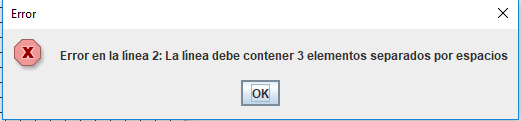 Error
Error en la línea 2: La línea debe contener 3 elementos separados por espacios
OK